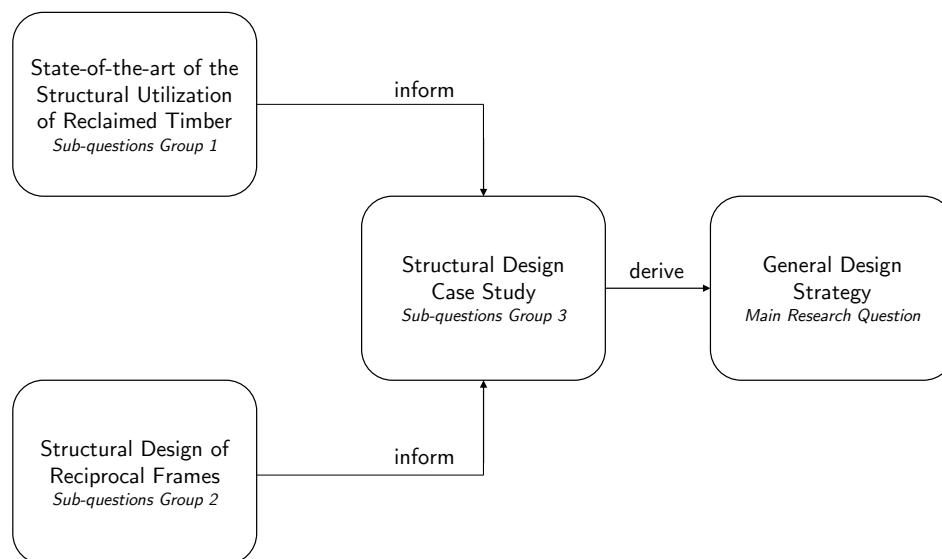 State-of-the-art of the
Structural Utilization
of Reclaimed Timber
Sub-questions Group 1
inform
Structural Design
Case Study
Sub-questions Group 3
derive
General Design
Strategy
Main Research Question
Structural Design of
Reciprocal Frames
Sub-questions Group 2
inform